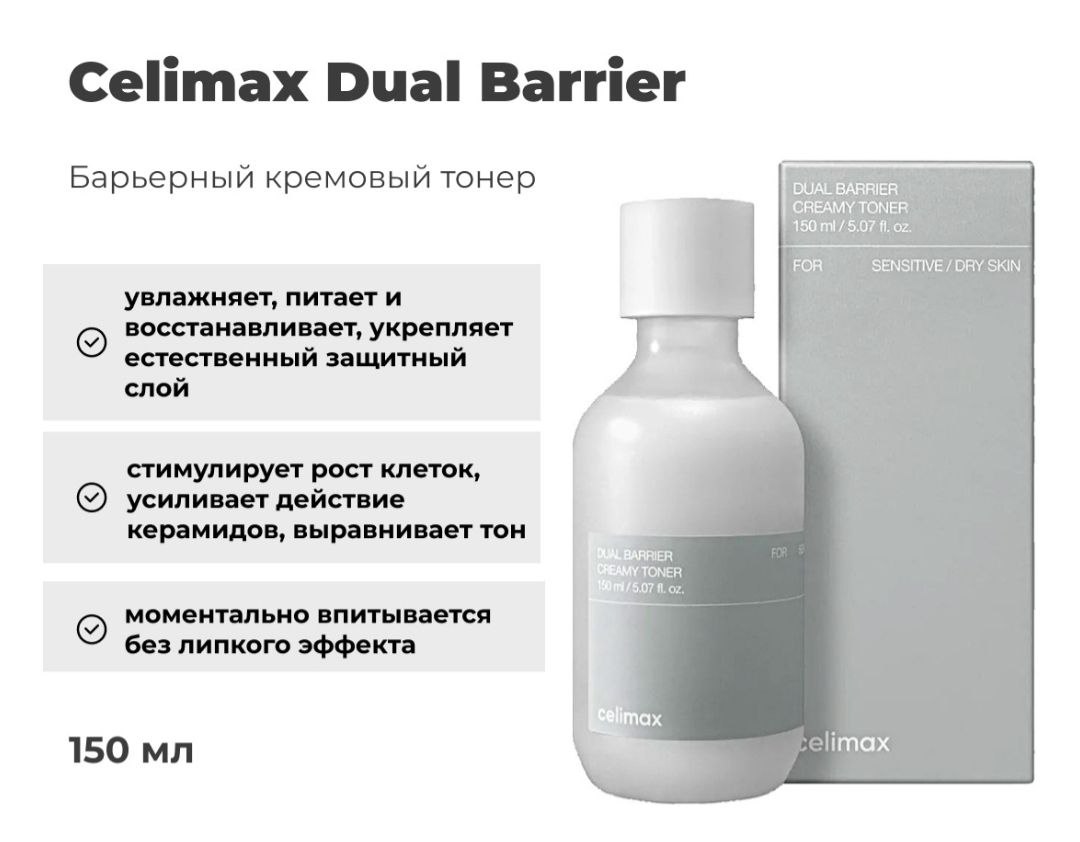 Celimax Dual Barrier
Барьерный кремовый тонер
увлажняет, питает и
восстанавливает, укрепляет
естественный защитный
слой
стимулирует рост клеток,
усиливает действие
керамидов, выравнивает тон
моментально впитывается
без липкого эффекта
150 мл
DUAL BARRIER
CREAMY TONER
150 ml / 5.07 fl. oz.
FOR SENSITIVE / DRY SKIN
celimax
DUAL BARRIER
CREAMY TONER
150 ml / 5.07 fl. oz.
FOR
celimax